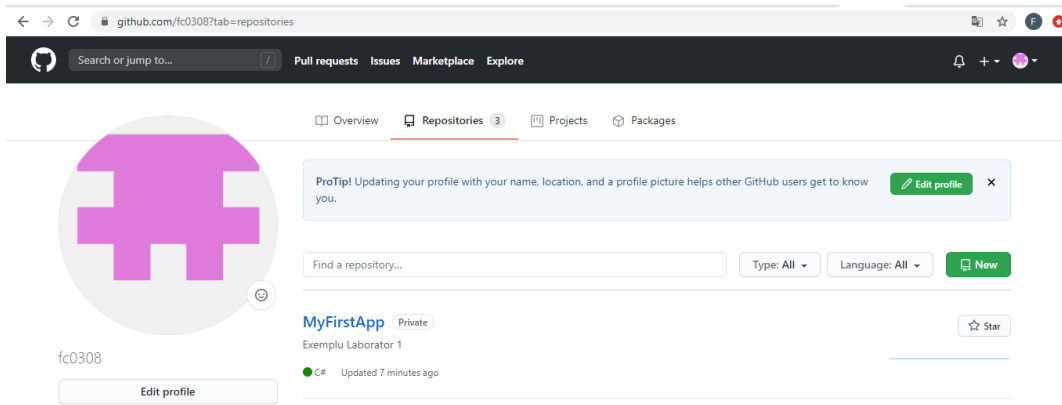 github.com/fc0308?tab=repositories
F
Search or jump to...
/
Pull requests Issues Marketplace Explore
Overview Repositories 3 Projects Packages
ProTip! Updating your profile with your name, location, and a profile picture helps other GitHub users get to know
you.
Edit profile
Find a repository...
Type: All
Language: All
New
MyFirstApp Private
Star
Exemplu Laborator 1
C# Updated 7 minutes ago
fc0308
Edit profile